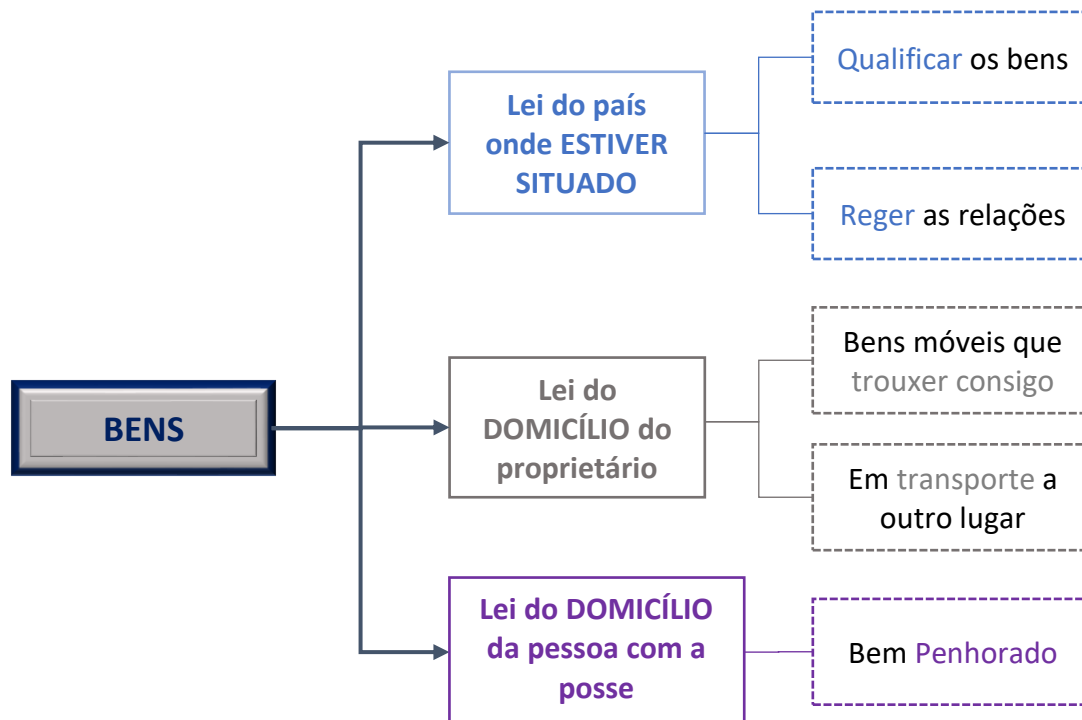 BENS
Lei do país
onde ESTIVER
SITUADO
Qualificar os bens
Reger as relações
Lei do
DOMICÍLIO do
proprietário
Bens móveis que
trouxer consigo
Em transporte a
outro lugar
Lei do DOMICÍLIO
da pessoa com a
posse
Bem Penhorado